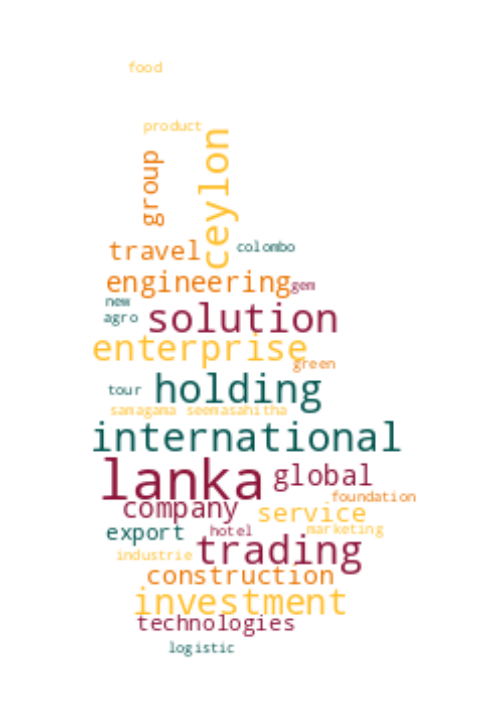 food
product
group
ceylon
travel
colombo
engineering
gem
new
agro
solution
enterprise
green
tour
holding
samagama seemasahitha
international
lanka
global
foundation
company
service
export
hotel
marketing
trading
industrie
construction
investment
technologies
logistic